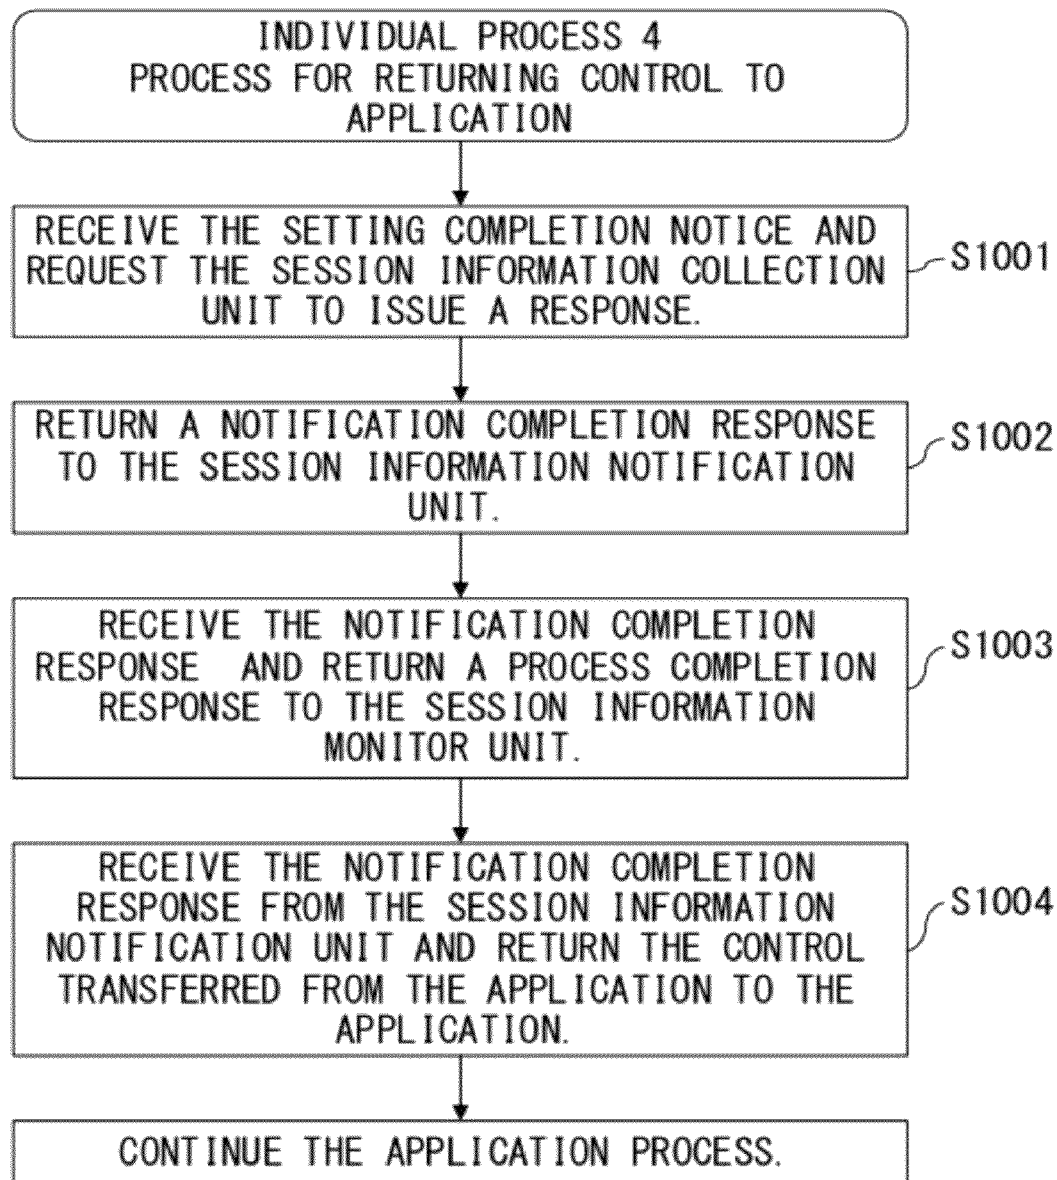 INDIVIDUAL PROCESS 4
PROCESS FOR RETURNING CONTROL TO
APPLICATION
RECEIVE THE SETTING COMPLETION NOTICE AND
REQUEST THE SESSION INFORMATION COLLECTION
UNIT TO ISSUE A RESPONSE.
S1001
RETURN A NOTIFICATION COMPLETION RESPONSE
TO THE SESSION INFORMATION NOTIFICATION
UNIT.
S1002
RECEIVE THE NOTIFICATION COMPLETION
RESPONSE AND RETURN A PROCESS COMPLETION
RESPONSE TO THE SESSION INFORMATION
MONITOR UNIT.
S1003
RECEIVE THE NOTIFICATION COMPLETION
RESPONSE FROM THE SESSION INFORMATION
NOTIFICATION UNIT AND RETURN THE CONTROL
TRANSFERRED FROM THE APPLICATION TO THE
APPLICATION.
S1004
CONTINUE THE APPLICATION PROCESS.